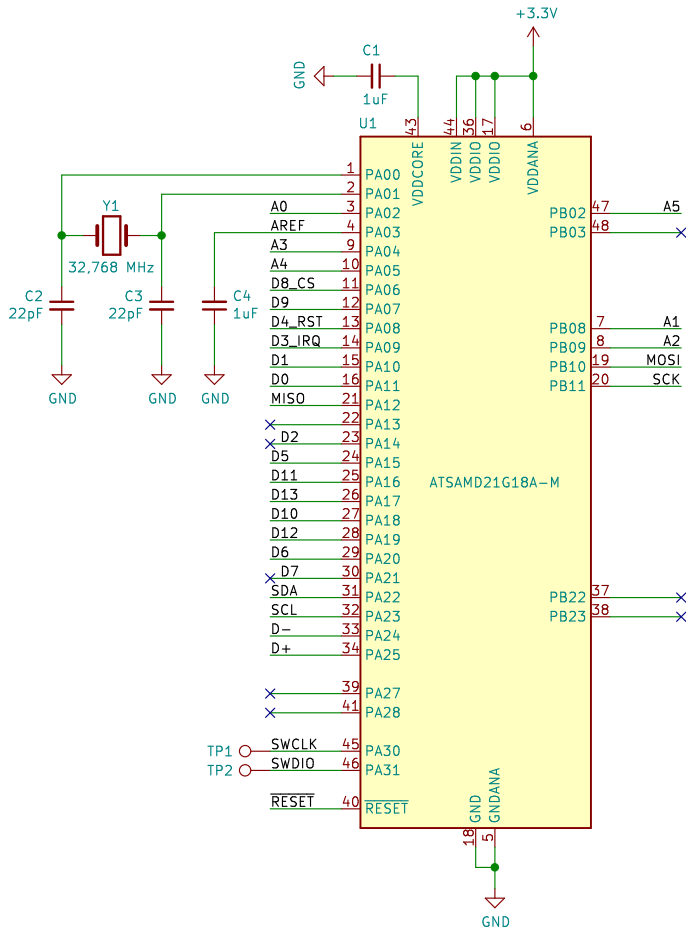 +3.3V
C1
GND
1uF
U1
43
44
36
17
6
VDDCORE
VDDIN
VDDIO
VDDIO
VDDANA
1 PA00
2 PA01
Y1
32,768 MHz
A0 3 PA02
AREF 4 PA03
A3 9 PA04
A4 10 PA05
D8_CS 11 PA06
D9 12 PA07
D4_RST 13 PA08
D3_IRQ 14 PA09
D1 15 PA10
D0 16 PA11
MISO 21 PA12
22 PA13
D2 23 PA14
D5 24 PA15
D11 25 PA16
D13 26 PA17
D10 27 PA18
D12 28 PA19
D6 29 PA20
D7 30 PA21
SDA 31 PA22
SCL 32 PA23
D- 33 PA24
D+ 34 PA25
39 PA27
41 PA28
TP1 SWCLK 45 PA30
TP2 SWDIO 46 PA31
RESET 40 RESET
C2
22pF
C3
22pF
C4
1uF
GND
GND
GND
ATSAMD21G18A-M
PB02 47 A5
PB03 48
PB08 7 A1
PB09 8 A2
PB10 19 MOSI
PB11 20 SCK
PB22 37
PB23 38
GND
GNDANA
18
5
GND